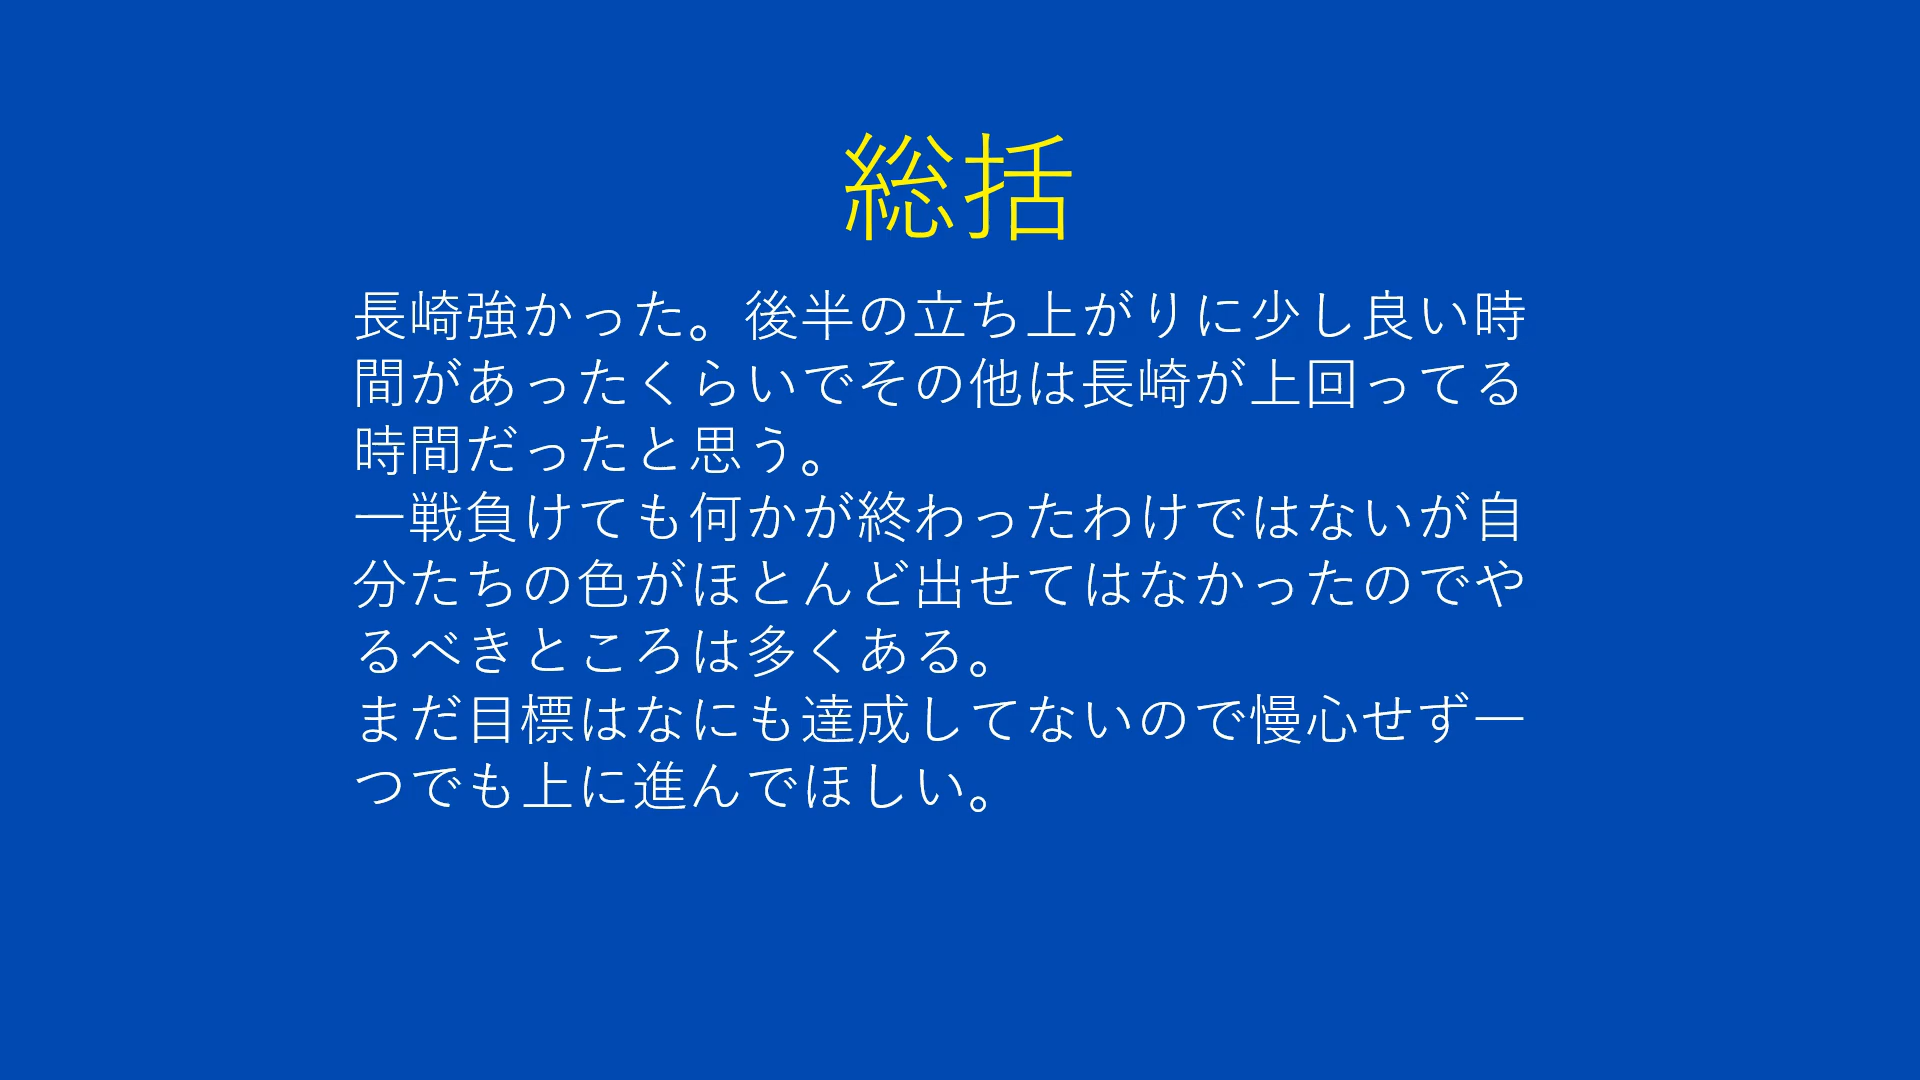 総括
長崎強かった。後半の立ち上がりに少し良い時
間があったくらいでその他は長崎が上回ってる
時間だったと思う。
一戦負けても何かが終わったわけではないが自
分たちの色がほとんど出せてはなかったのでや
るべきところは多くある。
まだ目標はなにも達成してないので慢心せず一
つでも上に進んでほしい。